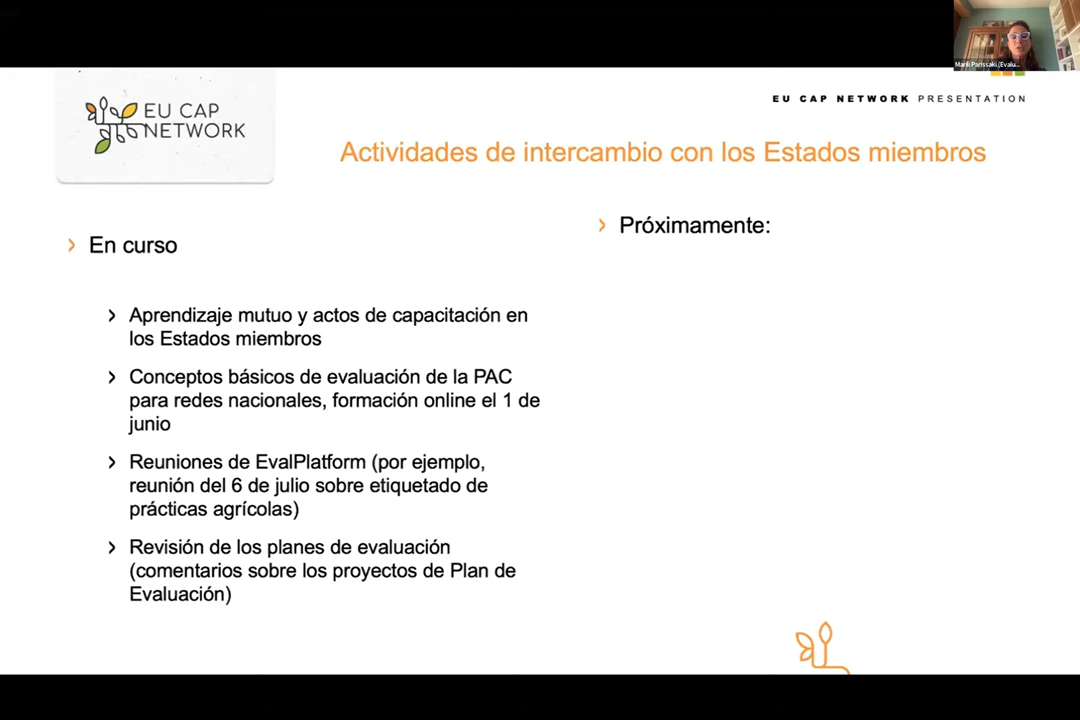 Marili Parissaki (Evalu...
EU CAP NETWORK PRESENTATION
EU CAP
NETWORK
Actividades de intercambio con los Estados miembros
En curso
Aprendizaje mutuo y actos de capacitación en
los Estados miembros
Conceptos básicos de evaluación de la PAC
para redes nacionales, formación online el 1 de
junio
Reuniones de EvalPlatform (por ejemplo,
reunión del 6 de julio sobre etiquetado de
prácticas agrícolas)
Revisión de los planes de evaluación
(comentarios sobre los proyectos de Plan de
Evaluación)
Próximamente: